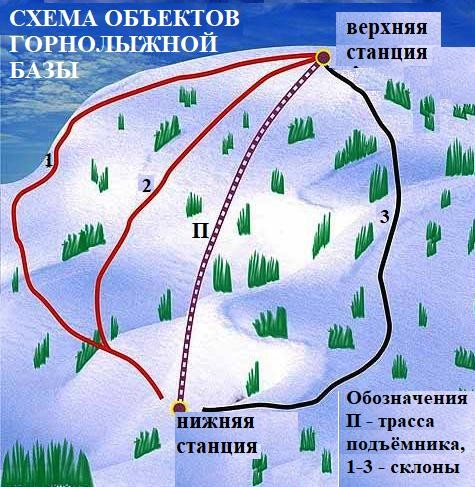 СХЕМА ОБЪЕКТОВ
ГОРНОЛЫЖНОЙ
БАЗЫ
верхняя
станция
1
2
П
3
нижняя
станция
Обозначения
П - трасса
подъёмника,
1-3 - склоны